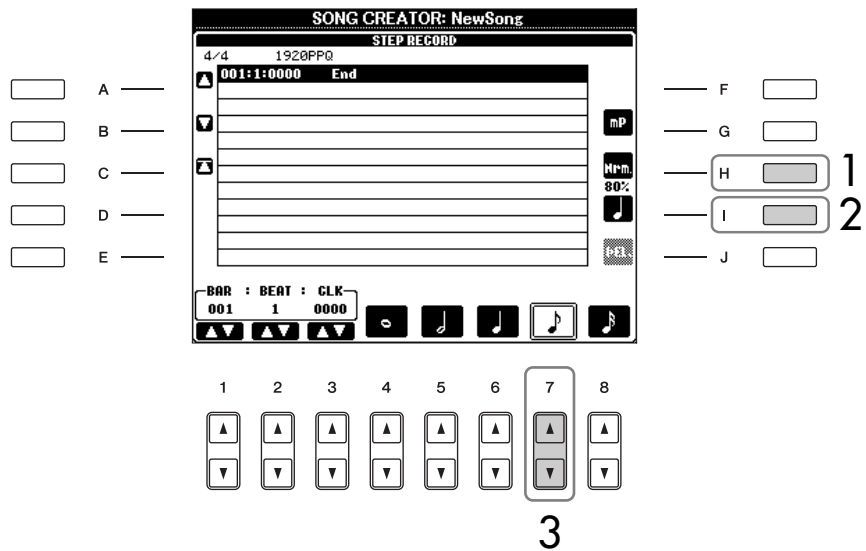 SONG CREATOR: NewSong
STEP RECORD
4/4 1920PPQ
001:1:0000 End
A
B
C
D
E
F
mP
G
Nrm.
80%
H
1
I
2
DEL.
J
BAR : BEAT : CLK
001 1 0000
1 2 3 4 5 6 7 8
3